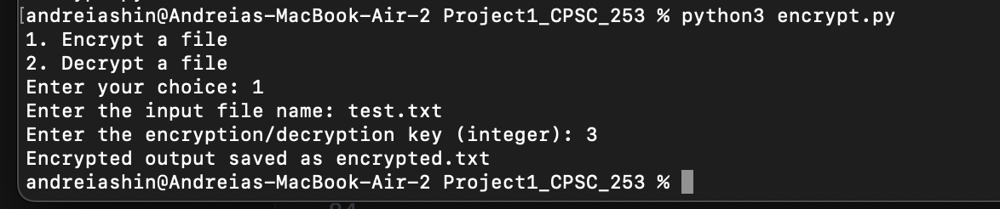 [andreiashin@Andreias-MacBook-Air-2 Project1_CPSC_253 % python3 encrypt.py
1. Encrypt a file
2. Decrypt a file
Enter your choice: 1
Enter the input file name: test.txt
Enter the encryption/decryption key (integer): 3
Encrypted output saved as encrypted.txt
andreiashin@Andreias-MacBook-Air-2 Project1_CPSC_253 %